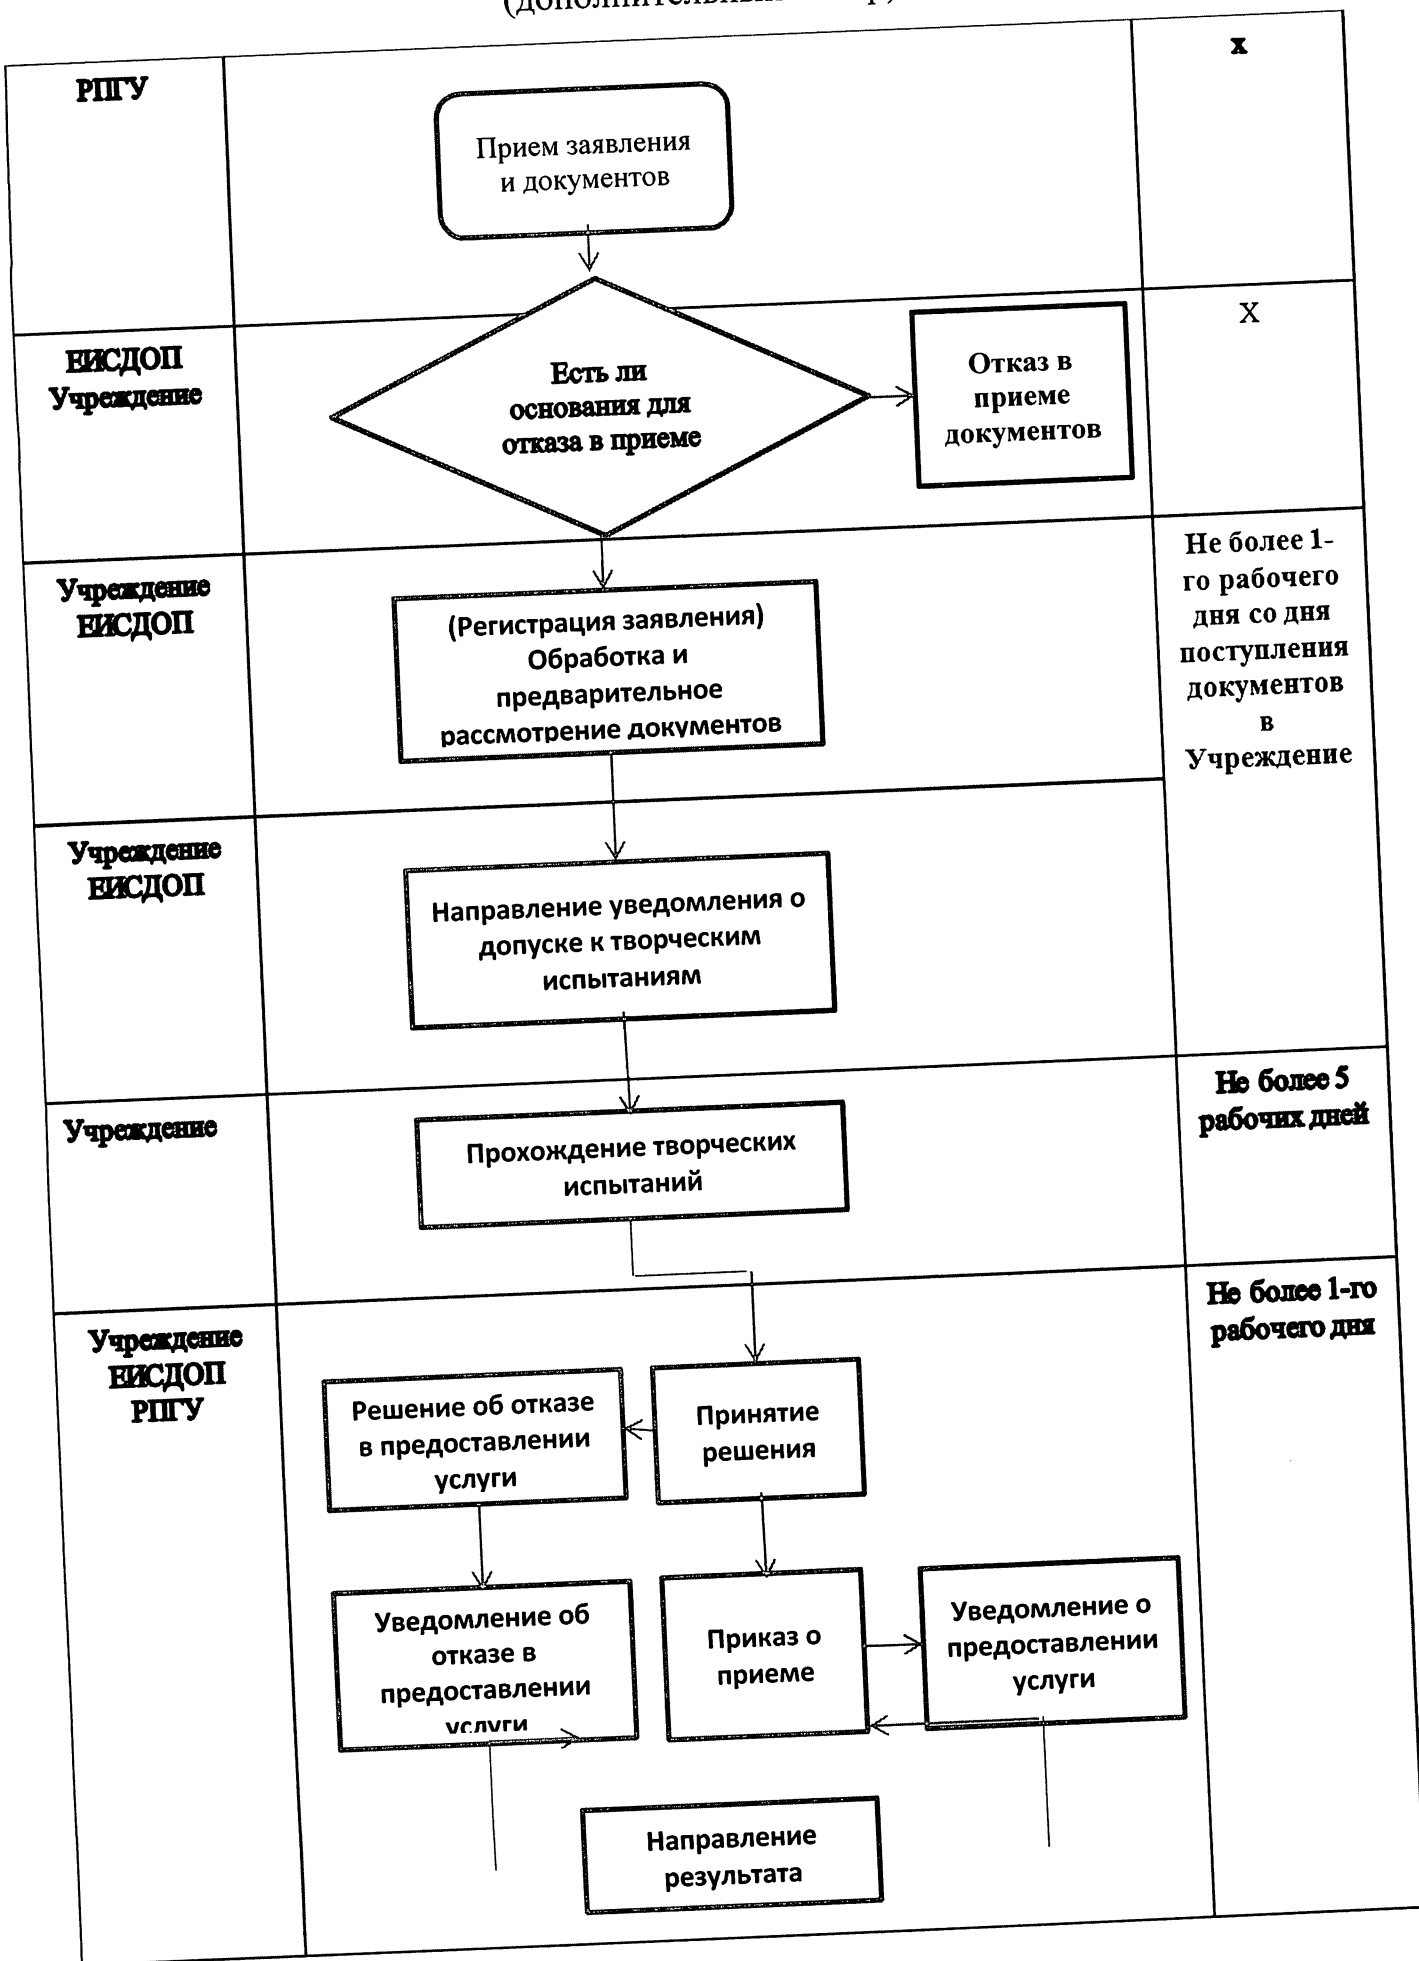 РПГУ
Прием заявления
и документов
х
ЕИСДОП
Учреждение
Есть ли
основания для
отказа в приеме
Отказ в
приеме
документов
Х
Учреждение
ЕИСДОП
(Регистрация заявления)
Обработка и
предварительное
рассмотрение документов
Не более 1-
го рабочего
дня со дня
поступления
документов
в
Учреждение
Учреждение
ЕИСДОП
Направление уведомления о
допуске к творческим
испытаниям
Учреждение
Прохождение творческих
испытаний
Не более 5
рабочих дней
Учреждение
ЕИСДОП
РПГУ
Решение об отказе
в предоставлении
услуги
Принятие
решения
Не более 1-го
рабочего дня
Уведомление об
отказе в
предоставлении
услуги
Приказ о
приеме
Уведомление о
предоставлении
услуги
Направление
результата